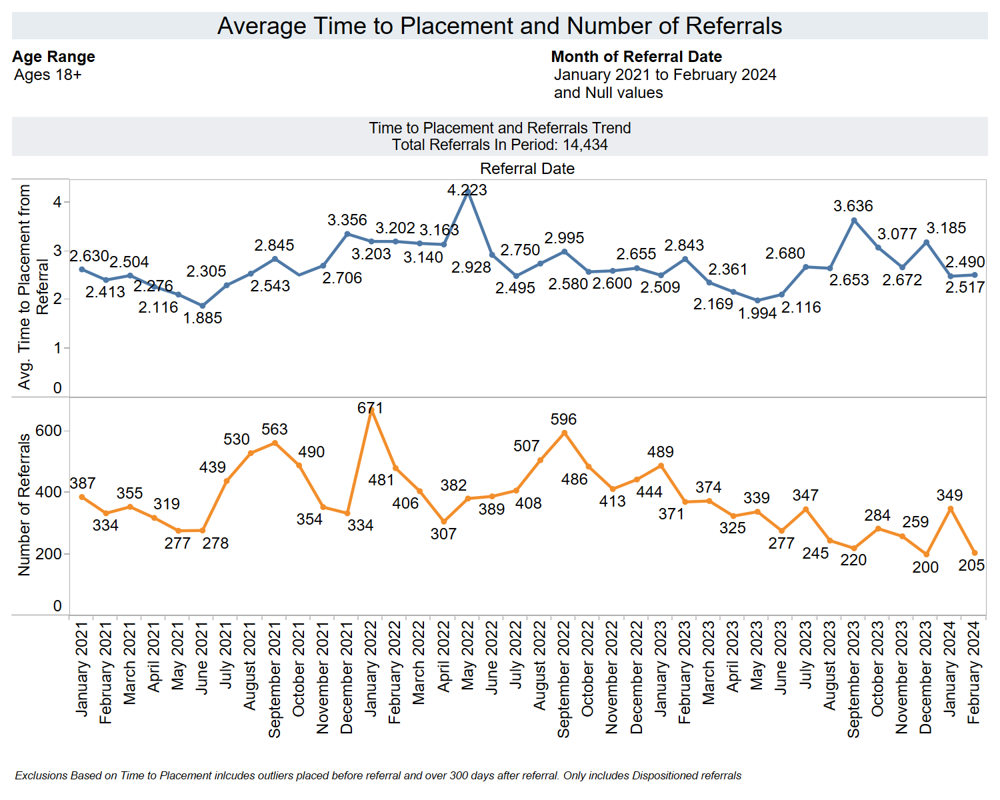 Average Time to Placement and Number of Referrals
Age Range
Ages 18+
Month of Referral Date
January 2021 to February 2024
and Null values
Time to Placement and Referrals Trend
Total Referrals In Period: 14,434
Referral Date
Avg. Time to Placement from
Referral
4
3
2
1
0
2.630
2.413
2.504
2.276
2.116
1.885
2.305
2.543
2.845
2.706
3.356
3.203
3.202
3.140
3.163
4.223
2.928
2.495
2.750
2.995
2.580
2.600
2.655
2.509
2.843
2.361
2.169
1.994
2.116
2.680
2.653
3.636
3.077
2.672
3.185
2.490
2.517
Number of Referrals
600
400
200
0
387
334
355
319
277
278
439
530
563
490
354
334
671
481
406
307
382
389
408
507
596
486
413
444
489
371
374
325
339
277
347
245
220
284
259
200
349
205
January 2021
February 2021
March 2021
April 2021
May 2021
June 2021
July 2021
August 2021
September 2021
October 2021
November 2021
December 2021
January 2022
February 2022
March 2022
April 2022
May 2022
June 2022
July 2022
August 2022
September 2022
October 2022
November 2022
December 2022
January 2023
February 2023
March 2023
April 2023
May 2023
June 2023
July 2023
August 2023
September 2023
October 2023
November 2023
December 2023
January 2024
February 2024
Exclusions Based on Time to Placement inlcudes outliers placed before referral and over 300 days after referral. Only includes Dispositioned referrals